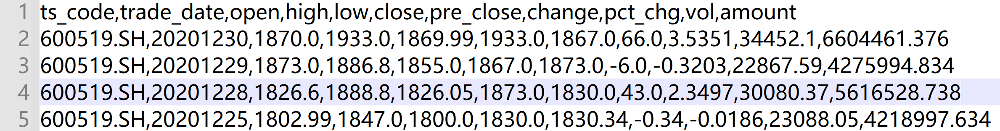 1 ts_code,trade_date,open,high,low,close,pre_close,change,pct_chg,vol,amount
2 600519.SH,20201230,1870.0,1933.0,1869.99,1933.0,1867.0,66.0,3.5351,34452.1,6604461.376
3 600519.SH,20201229,1873.0,1886.8,1855.0,1867.0,1873.0,-6.0,-0.3203,22867.59,4275994.834
4 600519.SH,20201228,1826.6,1888.8,1826.05,1873.0,1830.0,43.0,2.3497,30080.37,5616528.738
5 600519.SH,20201225,1802.99,1847.0,1800.0,1830.0,1830.34,-0.34,-0.0186,23088.05,4218997.634